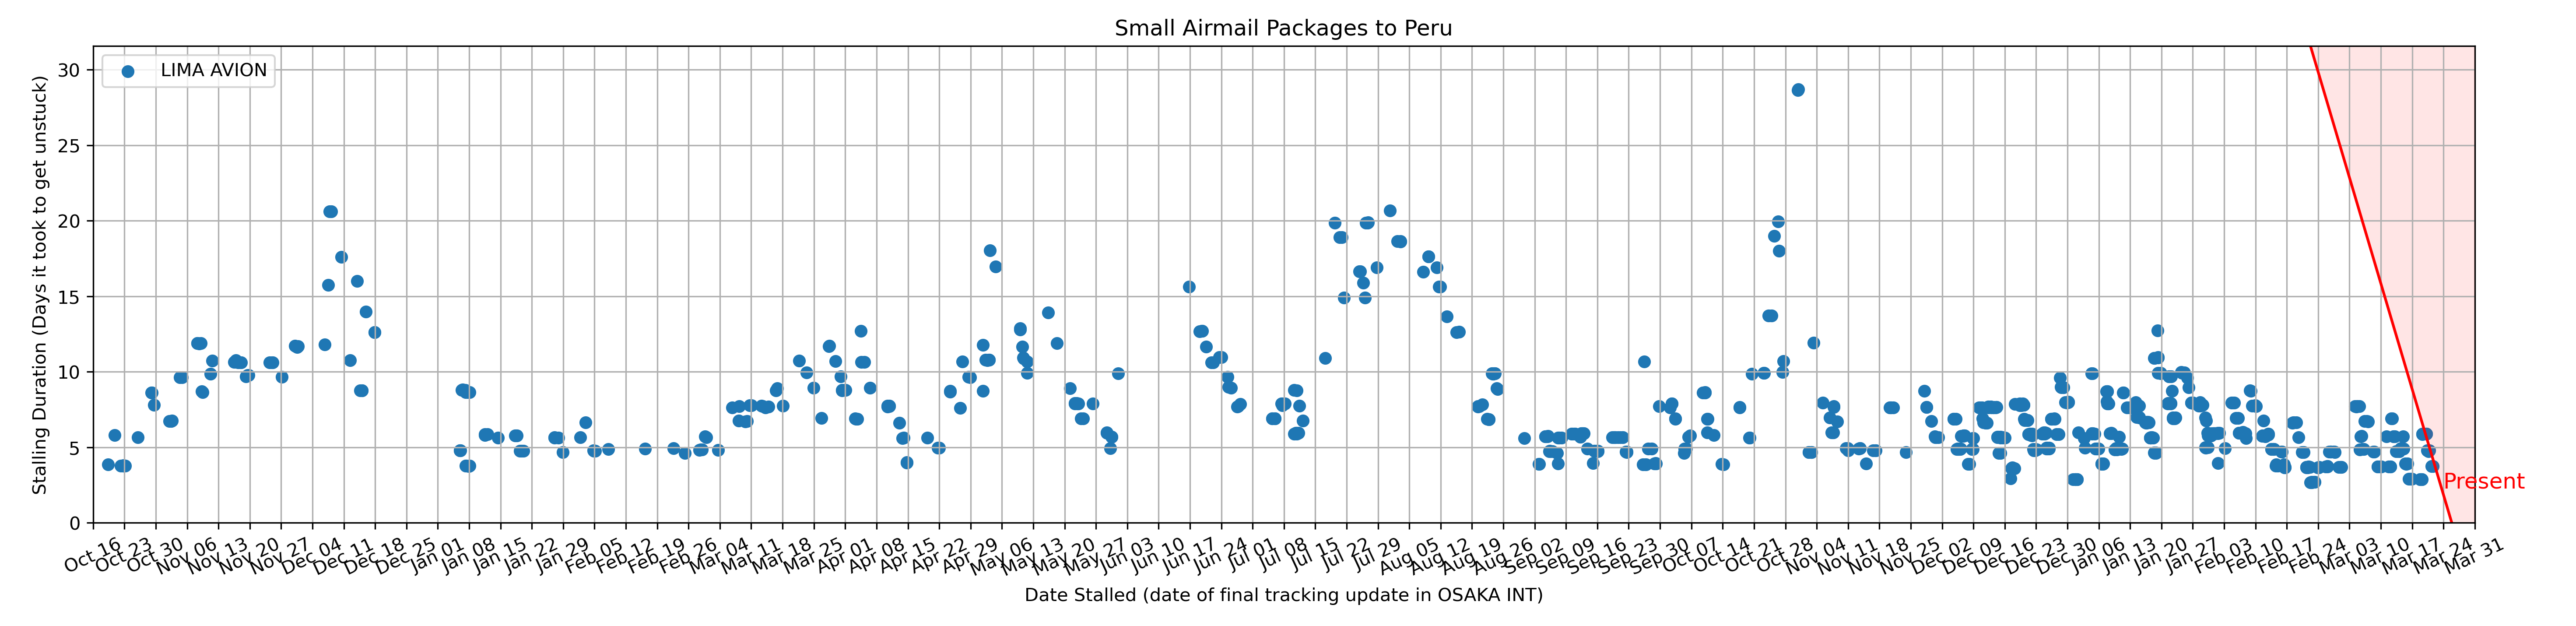 Small Airmail Packages to Peru
LIMA AVION
Stalling Duration (Days it took to get unstuck)
30
25
20
15
10
5
0
Present
Oct 16
Oct 23
Oct 30
Nov 06
Nov 13
Nov 20
Nov 27
Dec 04
Dec 11
Dec 18
Dec 25
Jan 01
Jan 08
Jan 15
Jan 22
Jan 29
Feb 05
Feb 12
Feb 19
Feb 26
Mar 04
Mar 11
Mar 18
Mar 25
Apr 01
Apr 08
Apr 15
Apr 22
Apr 29
May 06
May 13
May 20
May 27
Jun 03
Jun 10
Jun 17
Jun 24
Jul 01
Jul 08
Jul 15
Jul 22
Jul 29
Aug 05
Aug 12
Aug 19
Aug 26
Sep 02
Sep 09
Sep 16
Sep 23
Sep 30
Oct 07
Oct 14
Oct 21
Oct 28
Nov 04
Nov 11
Nov 18
Nov 25
Dec 02
Dec 09
Dec 16
Dec 23
Dec 30
Jan 06
Jan 13
Jan 20
Jan 27
Feb 03
Feb 10
Feb 17
Feb 24
Mar 03
Mar 10
Mar 17
Mar 24
Mar 31
Date Stalled (date of final tracking update in OSAKA INT)